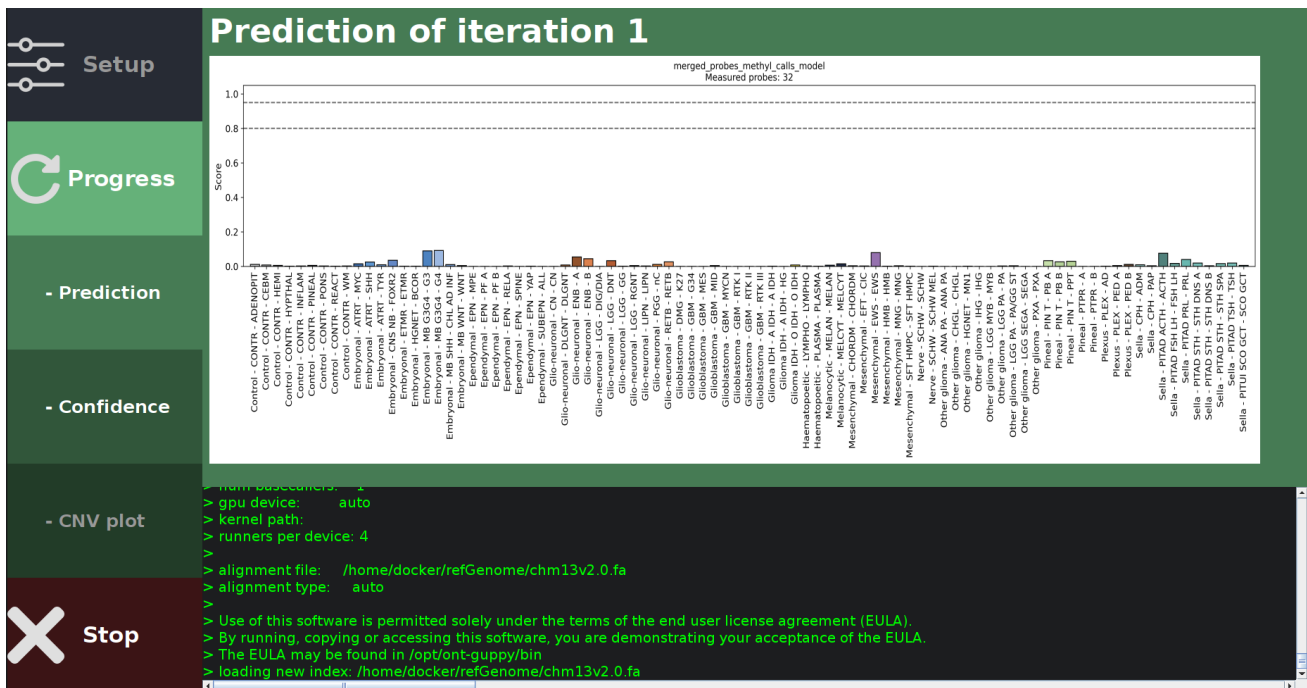 Prediction of iteration 1
Setup
Progress
- Prediction
- Confidence
- CNV plot
Stop
merged_probes_methyl_calls_model
Measured probes: 32
Score
1.0
0.8
0.6
0.4
0.2
0.0
Control - CONTR - ADENOPIT
Control - CONTR - CEBM
Control - CONTR - HEMI
Control - CONTR - HYPTHAL
Control - CONTR - INFLAM
Control - CONTR - PINEAL
Control - CONTR - PONS
Control - CONTR - REACT
Control - CONTR - WM
Embryonal - ATRT - MYC
Embryonal - ATRT - SHH
Embryonal - ATRT - TYR
Embryonal - CNS NB - FOXR2
Embryonal - HGNET - BCOR
Embryonal - ETMR - ETMR
Embryonal - MB G3G4 - G3
Embryonal - MB G3G4 - G4
Embryonal - MB SHH - CHL AD INF
Embryonal - MB WNT - WNT
Ependymal - EPN - MPE
Ependymal - EPN - PF A
Ependymal - EPN - PF B
Ependymal - EPN - RELA
Ependymal - EPN - SPINE
Ependymal - EPN - YAP
Ependymal - SUBEPN - ALL
Glio-neuronal - DLGNT - DLGNT
Glio-neuronal - ENB - A
Glio-neuronal - ENB - B
Glio-neuronal - LGG - DIG/DIA
Glio-neuronal - LGG - DNT
Glio-neuronal - LGG - GG
Glio-neuronal - LGG - RGNT
Glio-neuronal - LIPN - LIPN
Glio-neuronal - PGG - nC
Glio-neuronal - RETB - RETB
Glioblastoma - DMG - K27
Glioblastoma - GBM - G34
Glioblastoma - GBM - MES
Glioblastoma - GBM - MID
Glioblastoma - GBM - MYCN
Glioblastoma - GBM - RTK I
Glioblastoma - GBM - RTK II
Glioblastoma - GBM - RTK III
Glioma IDH - A IDH - A IDH
Glioma IDH - A IDH - HG
Glioma IDH - O IDH - O IDH
Haematopoetic - LYMPHO - LYMPHO
Haematopoetic - PLASMA - PLASMA
Melanocytic - MELAN - MELAN
Melanocytic - MELCYT - MELCYT
Mesenchymal - CHORDM - CHORDM
Mesenchymal - EFT - CIC
Mesenchymal - EWS - EWS
Mesenchymal - HMB - HMB
Mesenchymal - MNG - MNG
Mesenchymal - SFT HMPC - SFT HMPC
Nerve - SCHW - SCHW
Nerve - SCHW MEL - SCHW MEL
Other glioma - ANA PA - ANA PA
Other glioma - CHGL - CHGL
Other glioma - HGNET - MN1
Other glioma - IHG - IHG
Other glioma - LGG MYB - MYB
Other glioma - LGG PA - PA
Other glioma - LGG PA - PA/GG ST
Other glioma - LGG SEGA - SEGA
Other glioma - PXA - PXA
Pineal - PIN T - PB A
Pineal - PIN T - PB B
Pineal - PIN T - PPT
Pineal - PTPR - A
Pineal - PTPR - B
Plexus - PLEX - AD
Plexus - PLEX - PED A
Plexus - PLEX - PED B
Sella - CPH - ADM
Sella - CPH - PAP
Sella - PITAD ACTH - ACTH
Sella - PITAD FSH LH - FSH LH
Sella - PITAD PRL - PRL
Sella - PITAD STH - STH DNS A
Sella - PITAD STH - STH DNS B
Sella - PITAD STH - STH SPA
Sella - PITAD TSH - TSH
Sella - PITUI SCO GCT - SCO GCT
> num basecallers: 1
> gpu device: auto
> kernel path:
> runners per device: 4
>
> alignment file: /home/docker/refGenome/chm13v2.0.fa
> alignment type: auto
>
> Use of this software is permitted solely under the terms of the end user license agreement (EULA).
> By running, copying or accessing this software, you are demonstrating your acceptance of the EULA.
> The EULA may be found in /opt/ont-guppy/bin
> loading new index: /home/docker/refGenome/chm13v2.0.fa